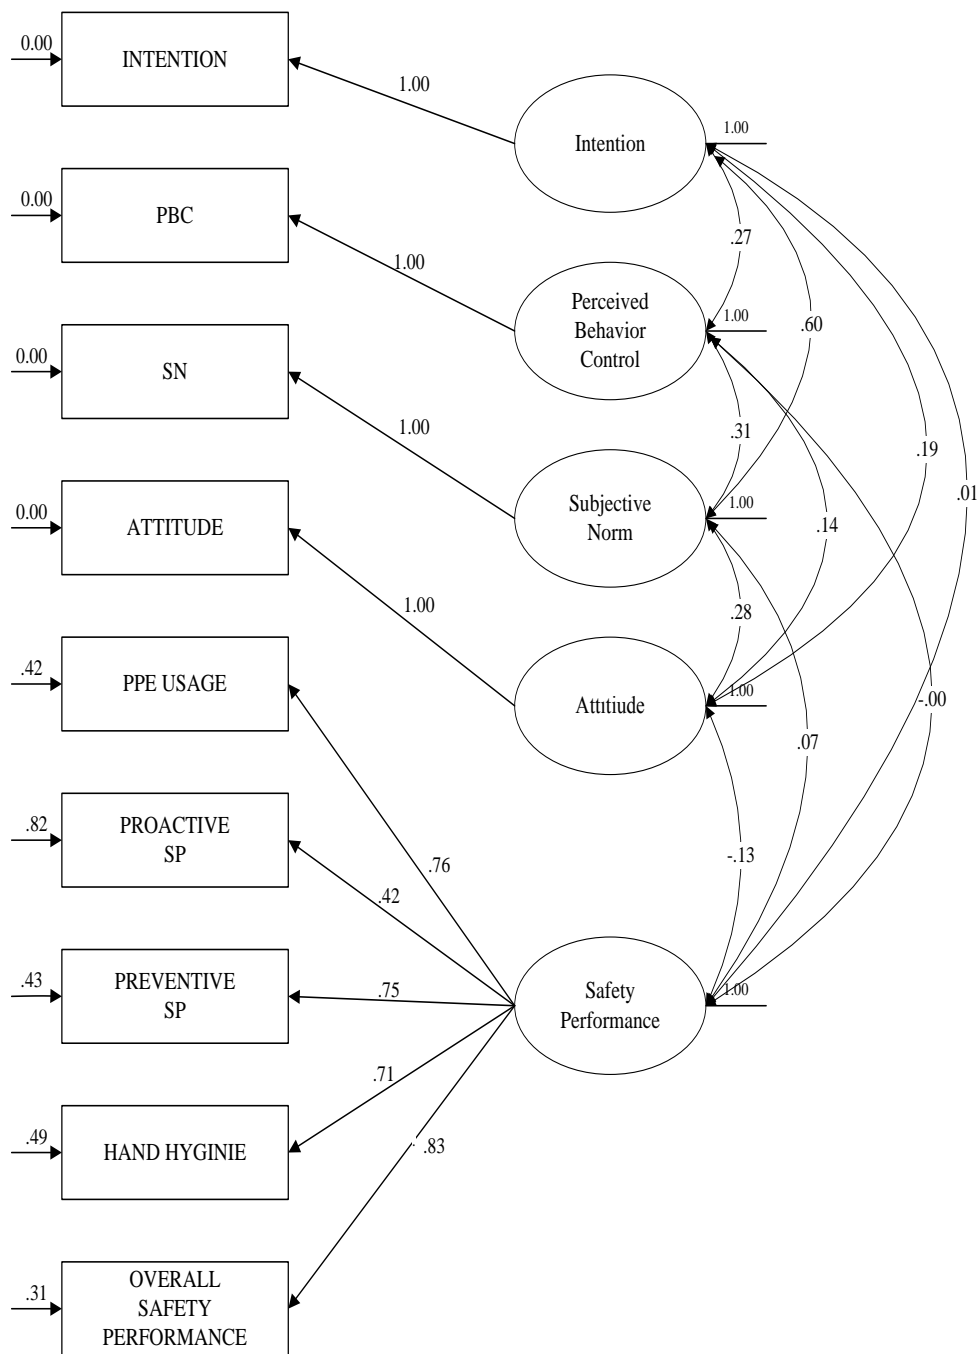 0.00
INTENTION
1.00
Intention
1.00
0.00
PBC
1.00
Perceived
Behavior
Control
1.00
.27
.60
0.00
SN
1.00
Subjective
Norm
1.00
.31
.14
.19
.01
0.00
ATTITUDE
1.00
Attıtiude
1.00
.28
.07
-.00
.42
PPE USAGE
.76
.82
PROACTIVE
SP
.42
-.13
.43
PREVENTIVE
SP
.75
Safety
Performance
1.00
.49
HAND HYGINIE
.71
.83
.31
OVERALL
SAFETY
PERFORMANCE